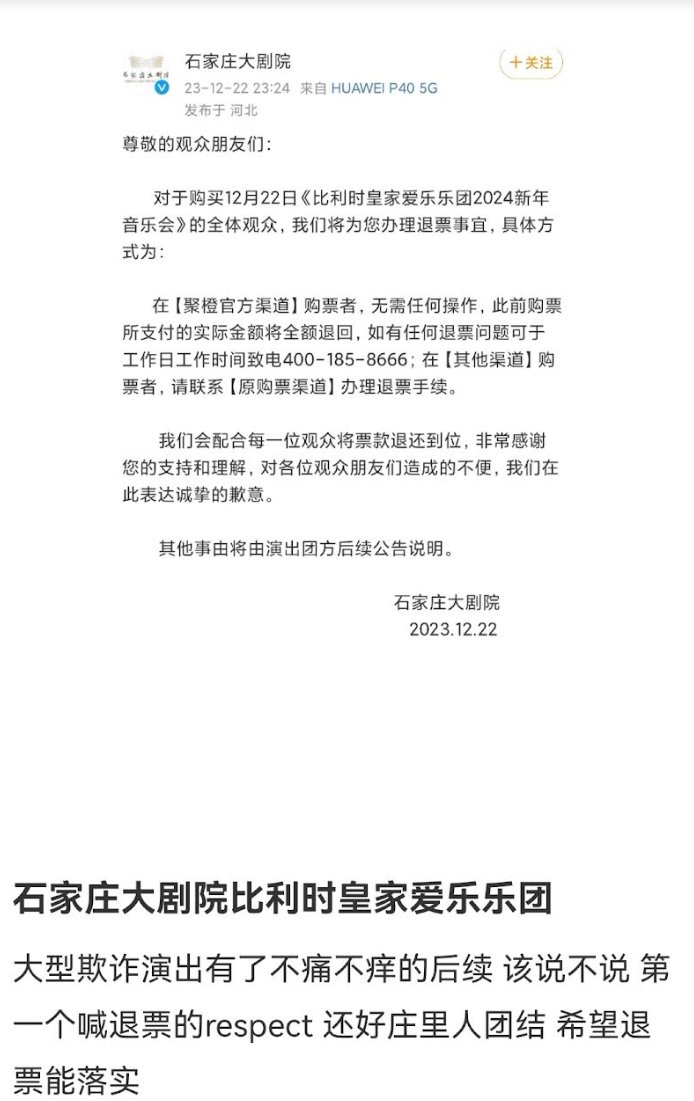 石家庄大剧院
+关注
23-12-22 23:24 来自 HUAWEI P40 5G
发布于 河北
尊敬的观众朋友们：
对于购买12月22日《比利时皇家爱乐乐团2024新年
音乐会》的全体观众，我们将为您办理退票事宜，具体方
式为：
在【聚橙官方渠道】购票者，无需任何操作，此前购票
所支付的实际金额将全额退回，如有任何退票问题可于
工作日工作时间致电400-185-8666；在【其他渠道】购
票者，请联系【原购票渠道】办理退票手续。
我们会配合每一位观众将票款退还到位，非常感谢
您的支持和理解，对各位观众朋友们造成的不便，我们在
此表达诚挚的歉意。
其他事由将由演出团方后续公告说明。
石家庄大剧院
2023.12.22
石家庄大剧院比利时皇家爱乐乐团
大型欺诈演出有了不痛不痒的后续 该说不说 第
一个喊退票的respect 还好庄里人团结 希望退
票能落实